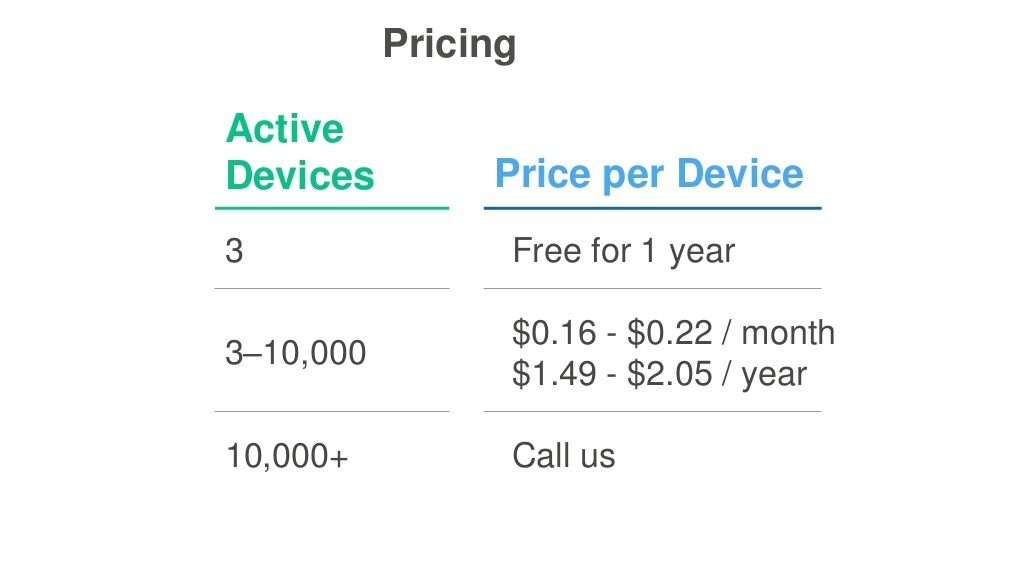 Pricing
Active
Devices
Price per Device
3
Free for 1 year
3–10,000
$0.16 - $0.22 / month
$1.49 - $2.05 / year
10,000+
Call us